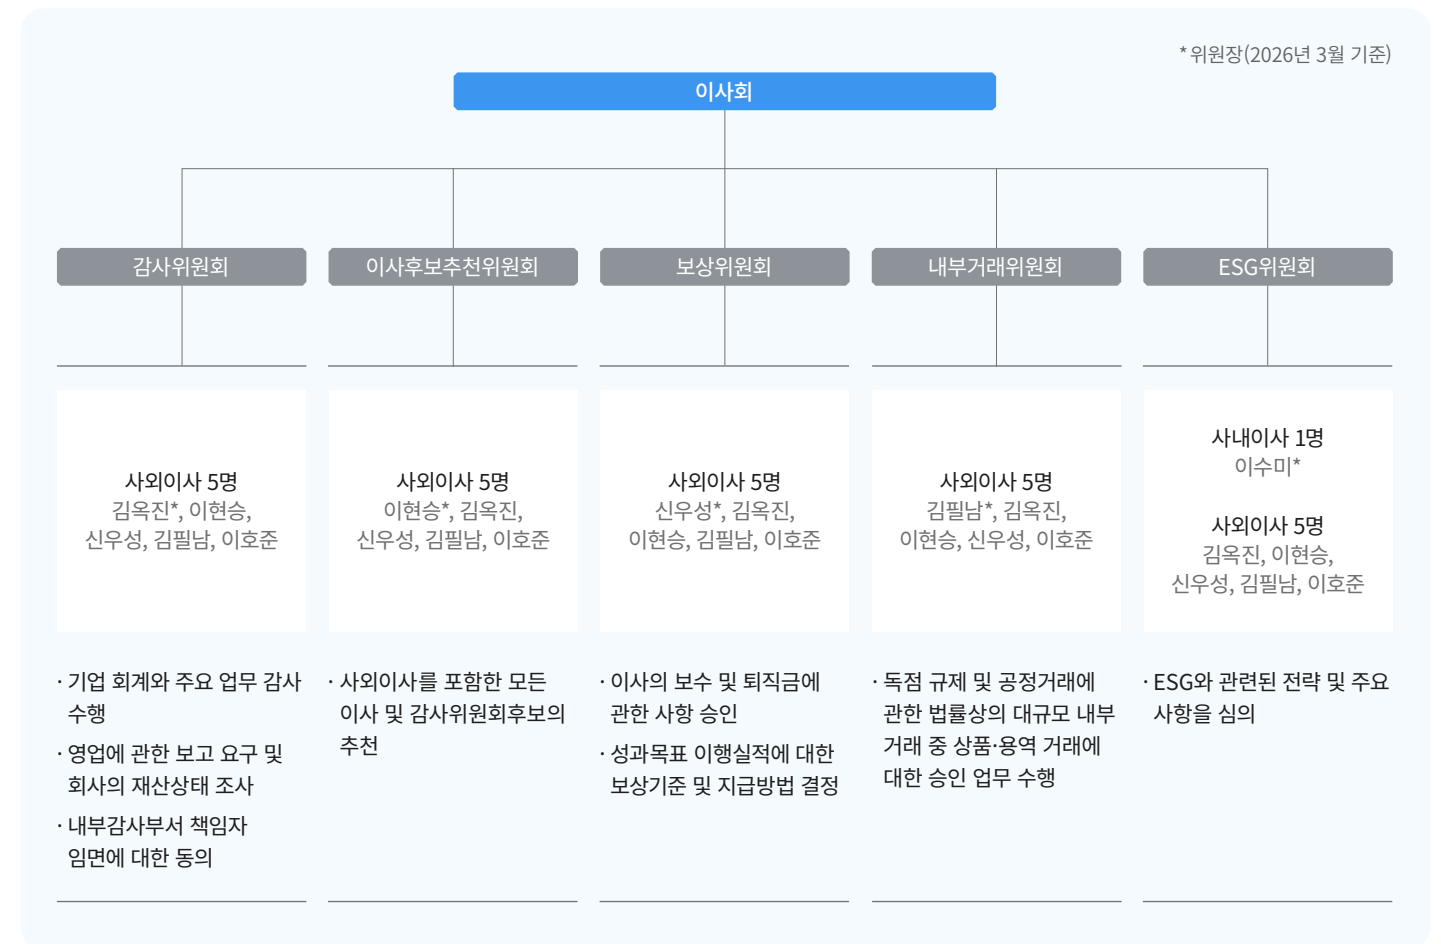 * 위원장(2026년 3월 기준)
이사회
감사위원회
이사후보추천위원회
보상위원회
내부거래위원회
ESG위원회
사외이사 5명
김옥진*, 이현승,
신우성, 김필남, 이호준
사외이사 5명
이현승*, 김옥진,
신우성, 김필남, 이호준
사외이사 5명
신우성*, 김옥진,
이현승, 김필남, 이호준
사외이사 5명
김필남*, 김옥진,
이현승, 신우성, 이호준
사내이사 1명
이수미*
사외이사 5명
김옥진, 이현승,
신우성, 김필남, 이호준
· 기업 회계와 주요 업무 감사
수행
· 영업에 관한 보고 요구 및
회사의 재산상태 조사
· 내부감사부서 책임자
임면에 대한 동의
· 사외이사를 포함한 모든
이사 및 감사위원회후보의
추천
· 이사의 보수 및 퇴직금에
관한 사항 승인
· 성과목표 이행실적에 대한
보상기준 및 지급방법 결정
· 독점 규제 및 공정거래에
관한 법률상의 대규모 내부
거래 중 상품·용역 거래에
대한 승인 업무 수행
· ESG와 관련된 전략 및 주요
사항을 심의